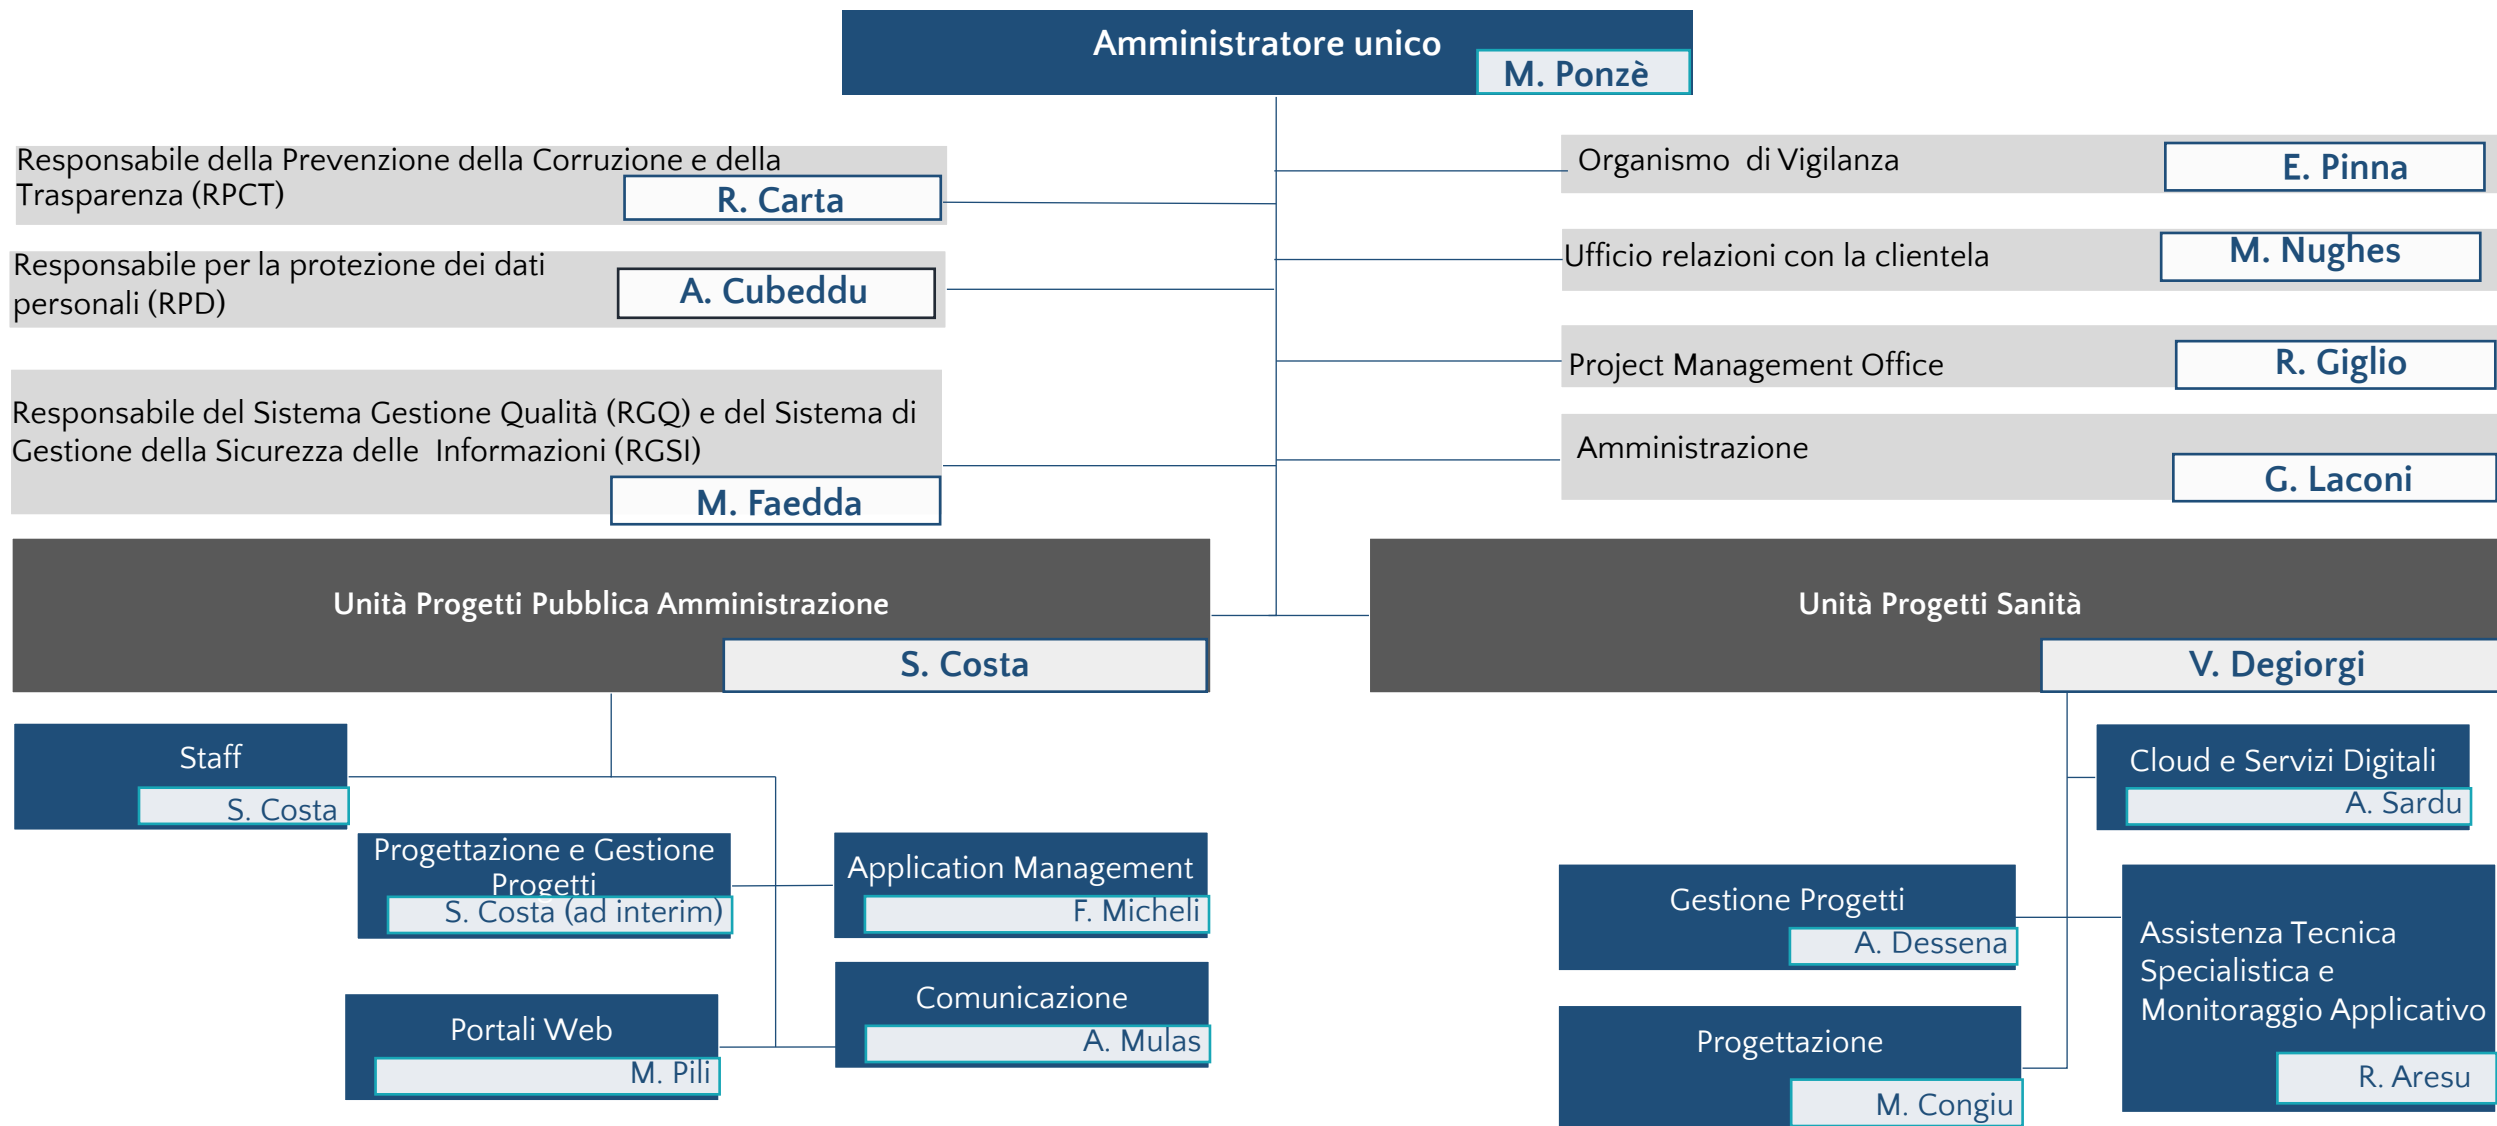 Amministratore unico
M. Ponzè
Responsabile della Prevenzione della Corruzione e della
Trasparenza (RPCT)
R. Carta
Organismo di Vigilanza
E. Pinna
Responsabile per la protezione dei dati
personali (RPD)
A. Cubeddu
Ufficio relazioni con la clientela
M. Nughes
Project Management Office
R. Giglio
Responsabile del Sistema Gestione Qualità (RGQ) e del Sistema di
Gestione della Sicurezza delle Informazioni (RGSI)
M. Faedda
Amministrazione
G. Laconi
Unità Progetti Pubblica Amministrazione
S. Costa
Unità Progetti Sanità
V. Degiorgi
Staff
S. Costa
Progettazione e Gestione
Progetti
S. Costa (ad interim)
Application Management
F. Micheli
Portali Web
M. Pili
Comunicazione
A. Mulas
Cloud e Servizi Digitali
A. Sardu
Gestione Progetti
A. Dessena
Assistenza Tecnica
Specialistica e
Monitoraggio Applicativo
R. Aresu
Progettazione
M. Congiu